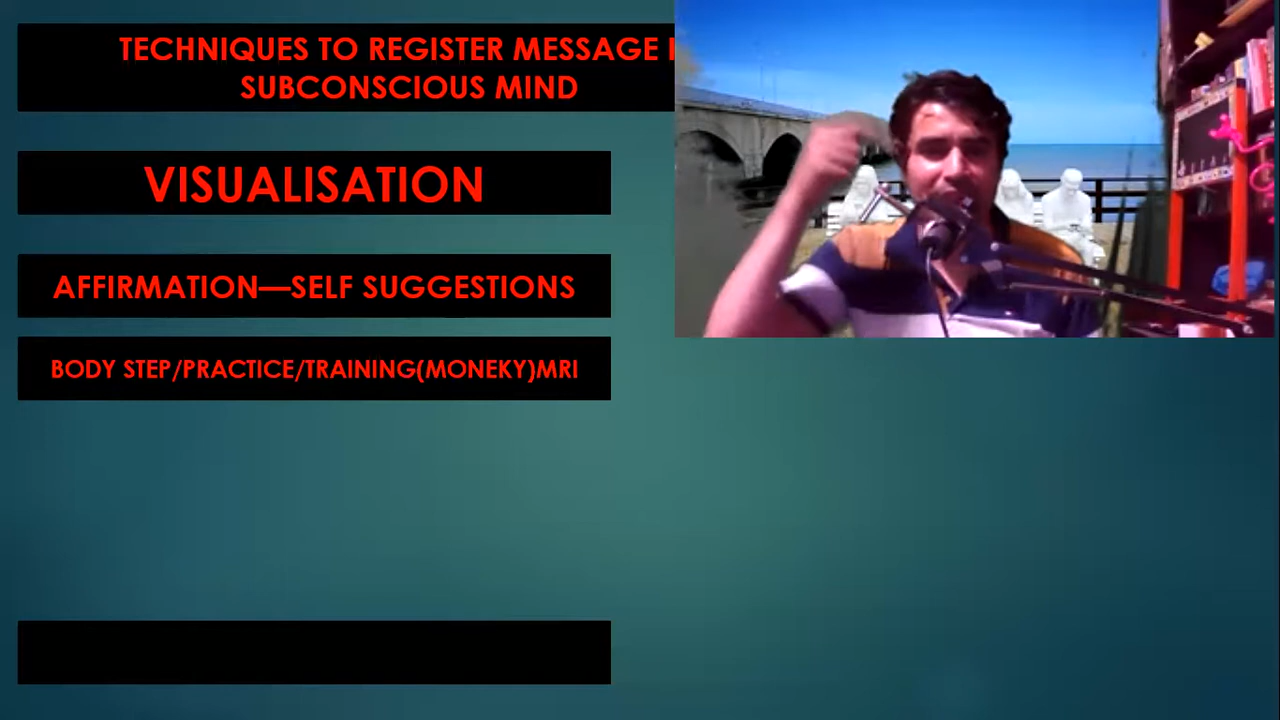 TECHNIQUES TO REGISTER MESSAGE
SUBCONSCIOUS MIND
VISUALISATION
AFFIRMATION—SELF SUGGESTIONS
BODY STEP/PRACTICE/TRAINING(MONEKY)MRI